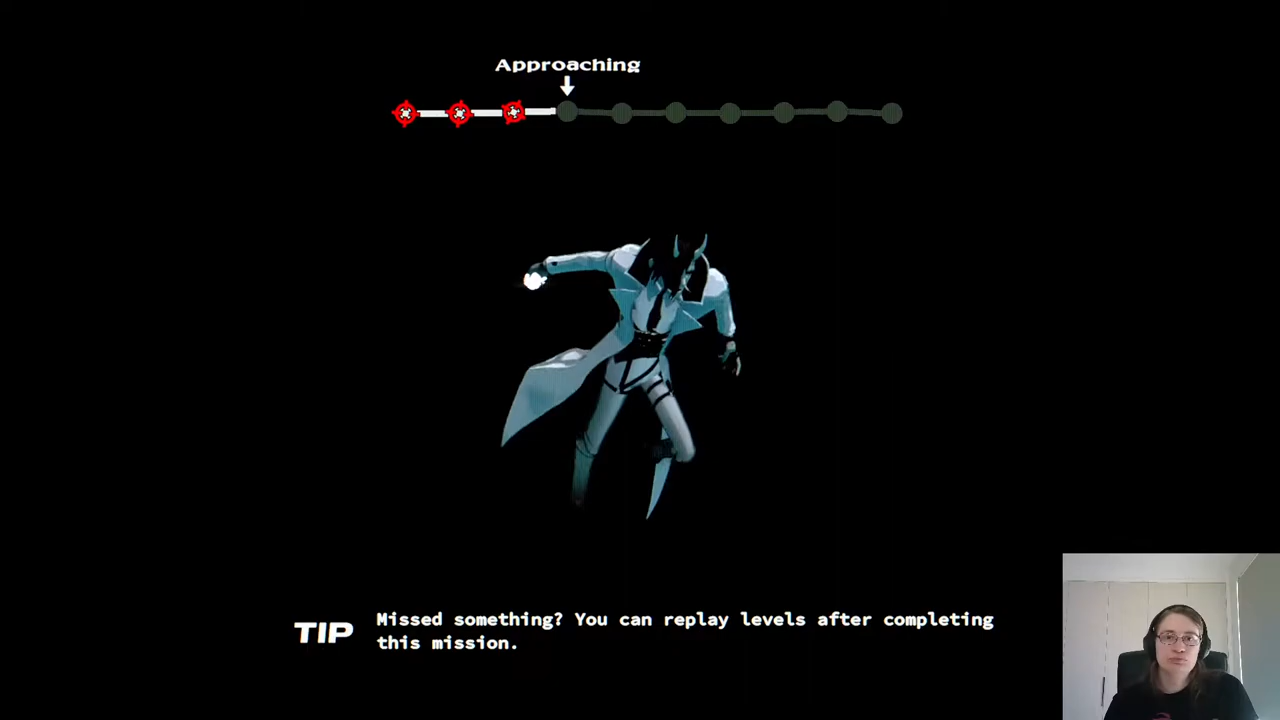 Approaching
TIP
Missed something? You can replay levels after completing
this mission.